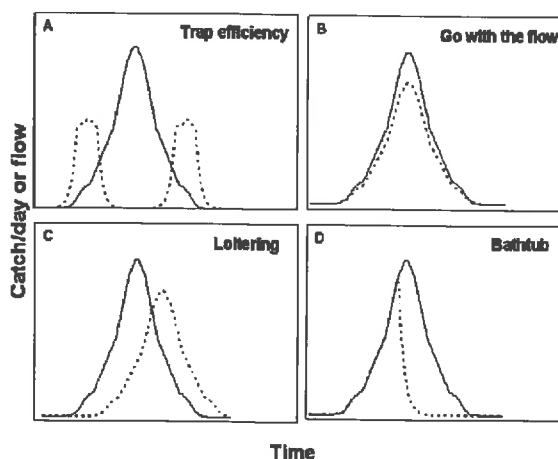 A
Trap efficiency
B
Go with the flow
C
Loitering
D
Bathtub
Catch/day or flow
Time